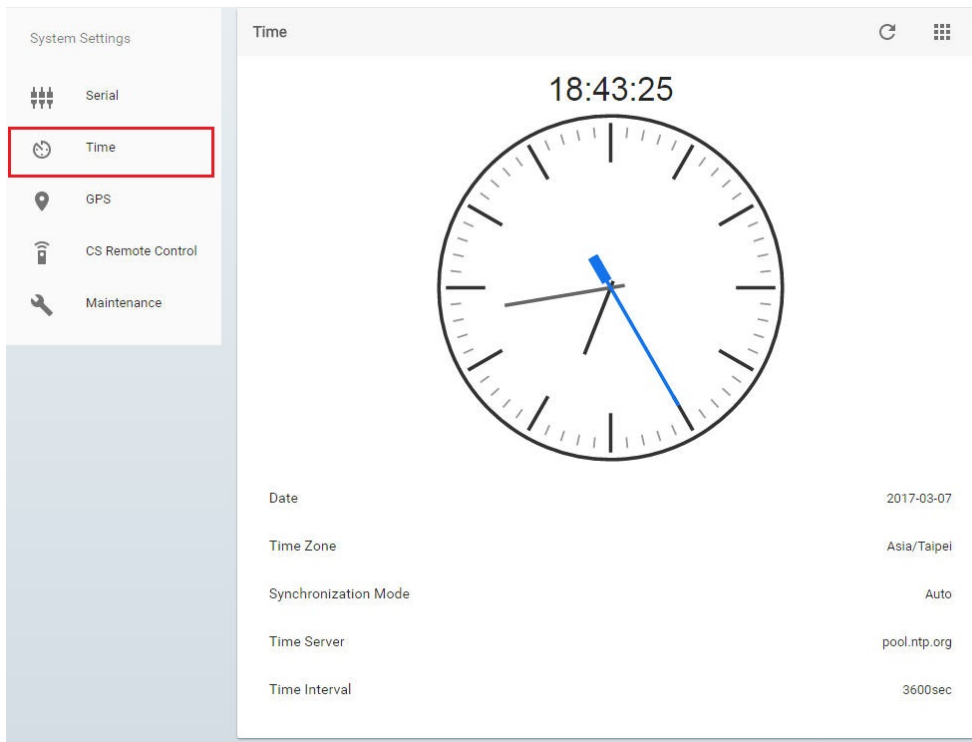 System Settings
Serial
Time
GPS
CS Remote Control
Maintenance
Time
18:43:25
Date 2017-03-07
Time Zone Asia/Taipei
Synchronization Mode Auto
Time Server pool.ntp.org
Time Interval 3600sec